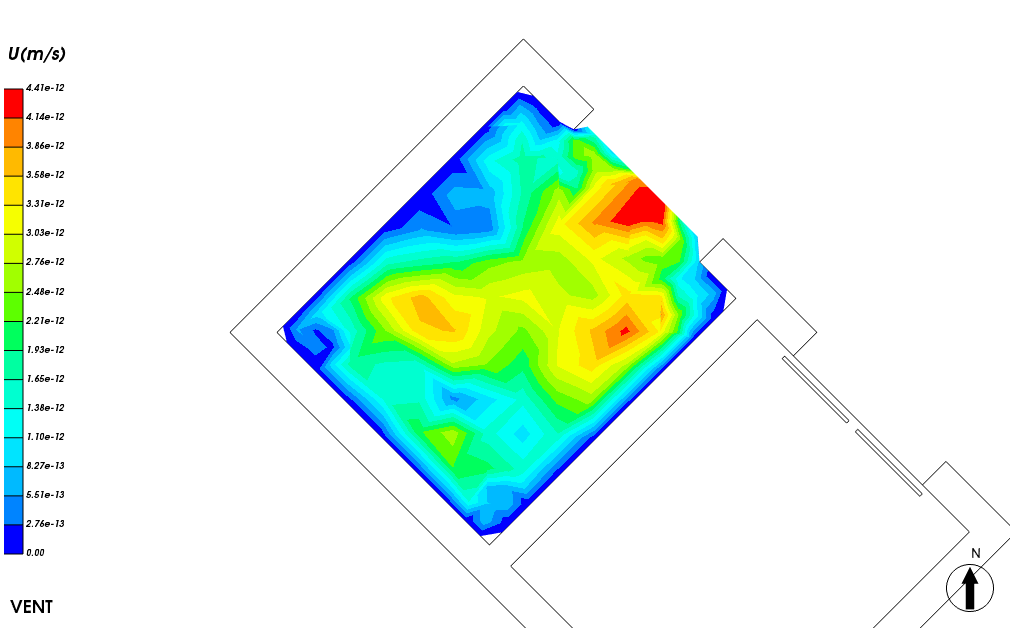 U(m/s)
4.41e-12
4.14e-12
3.86e-12
3.58e-12
3.31e-12
3.03e-12
2.76e-12
2.48e-12
2.21e-12
1.93e-12
1.65e-12
1.38e-12
1.10e-12
8.27e-13
5.51e-13
2.76e-13
0.00
N
VENT